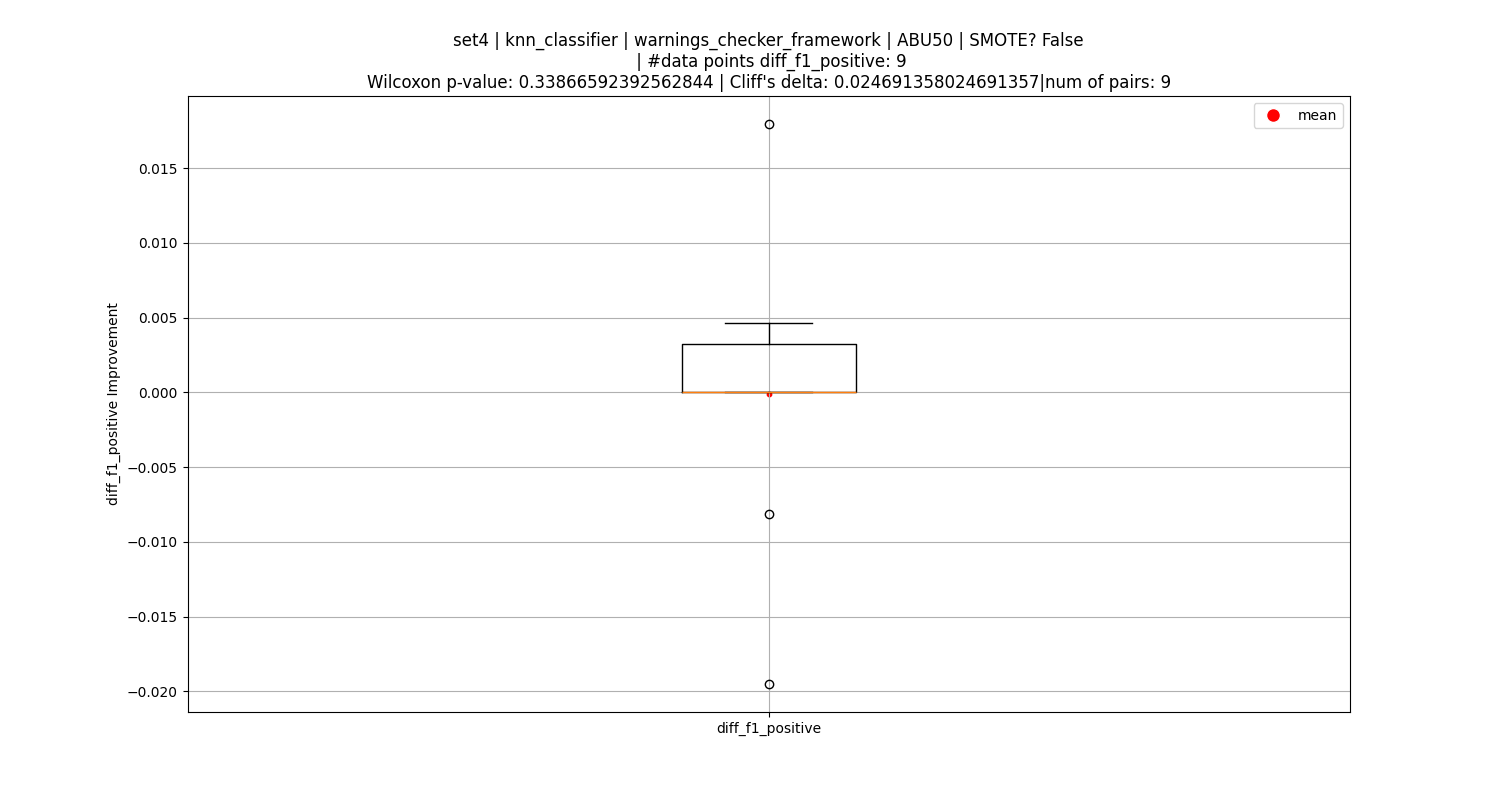 set4 | knn_classifier | warnings_checker_framework | ABU50 | SMOTE? False
| #data points diff_f1_positive: 9
Wilcoxon p-value: 0.33866592392562844 | Cliff's delta: 0.024691358024691357|num of pairs: 9
mean
0.015
0.010
0.005
0.000
−0.005
−0.010
−0.015
−0.020
diff_f1_positive Improvement
diff_f1_positive